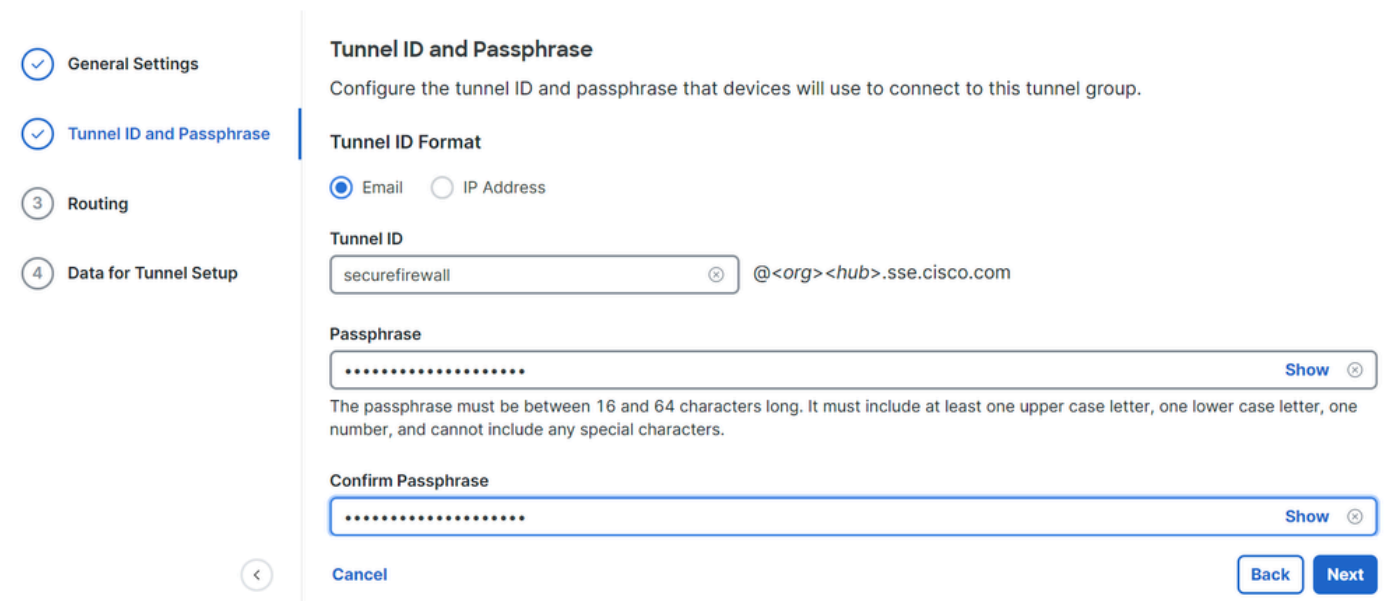 General Settings
Tunnel ID and Passphrase
3 Routing
4 Data for Tunnel Setup
Tunnel ID and Passphrase
Configure the tunnel ID and passphrase that devices will use to connect to this tunnel group.
Tunnel ID Format
Email IP Address
Tunnel ID
securefirewall @<org><hub>.sse.cisco.com
Passphrase
•••••••••••••••••••• Show
The passphrase must be between 16 and 64 characters long. It must include at least one upper case letter, one lower case letter, one
number, and cannot include any special characters.
Confirm Passphrase
•••••••••••••••••••• Show
Cancel Back Next